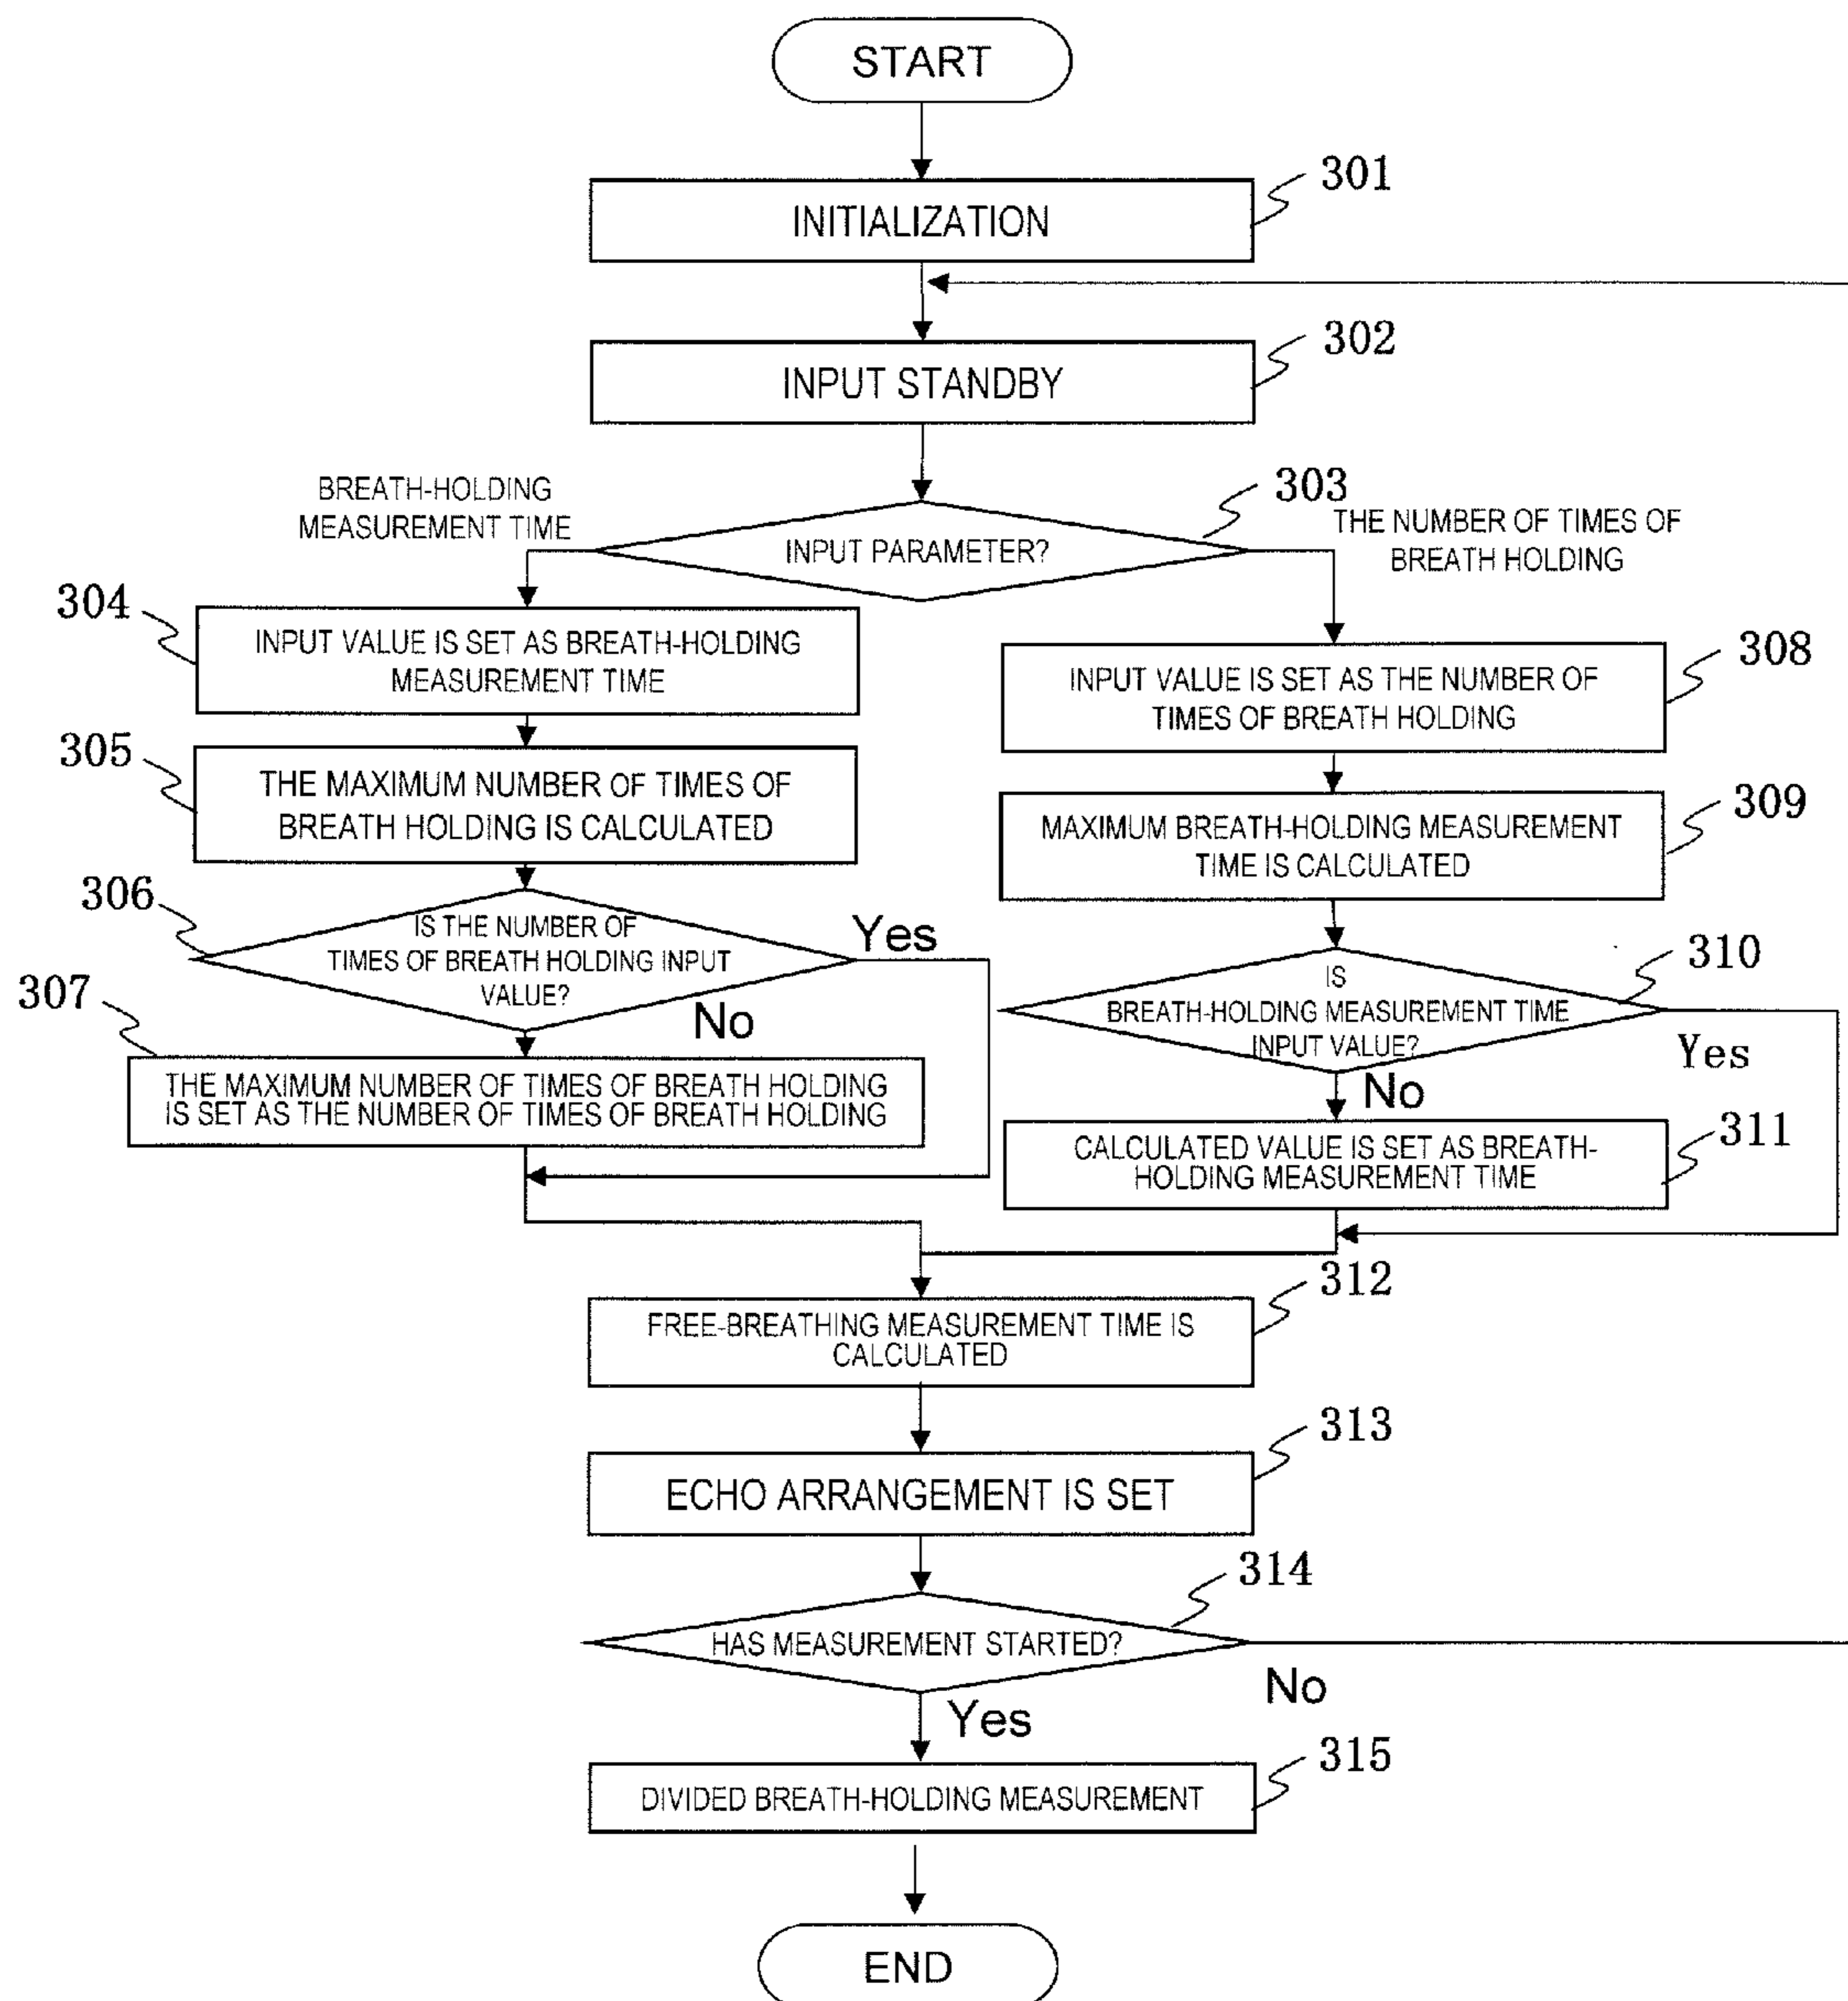 START
301
INITIALIZATION
302
INPUT STANDBY
303
BREATH-HOLDING
MEASUREMENT TIME
INPUT PARAMETER?
THE NUMBER OF TIMES OF
BREATH HOLDING
304
INPUT VALUE IS SET AS BREATH-HOLDING
MEASUREMENT TIME
308
INPUT VALUE IS SET AS THE NUMBER OF
TIMES OF BREATH HOLDING
305
THE MAXIMUM NUMBER OF TIMES OF
BREATH HOLDING IS CALCULATED
309
MAXIMUM BREATH-HOLDING MEASUREMENT
TIME IS CALCULATED
306
IS THE NUMBER OF
TIMES OF BREATH HOLDING INPUT
VALUE?
Yes
No
310
IS
BREATH-HOLDING MEASUREMENT TIME
INPUT VALUE?
Yes
No
307
THE MAXIMUM NUMBER OF TIMES OF BREATH HOLDING
IS SET AS THE NUMBER OF TIMES OF BREATH HOLDING
311
CALCULATED VALUE IS SET AS BREATH-
HOLDING MEASUREMENT TIME
312
FREE-BREATHING MEASUREMENT TIME IS
CALCULATED
313
ECHO ARRANGEMENT IS SET
314
HAS MEASUREMENT STARTED?
No
Yes
315
DIVIDED BREATH-HOLDING MEASUREMENT
END